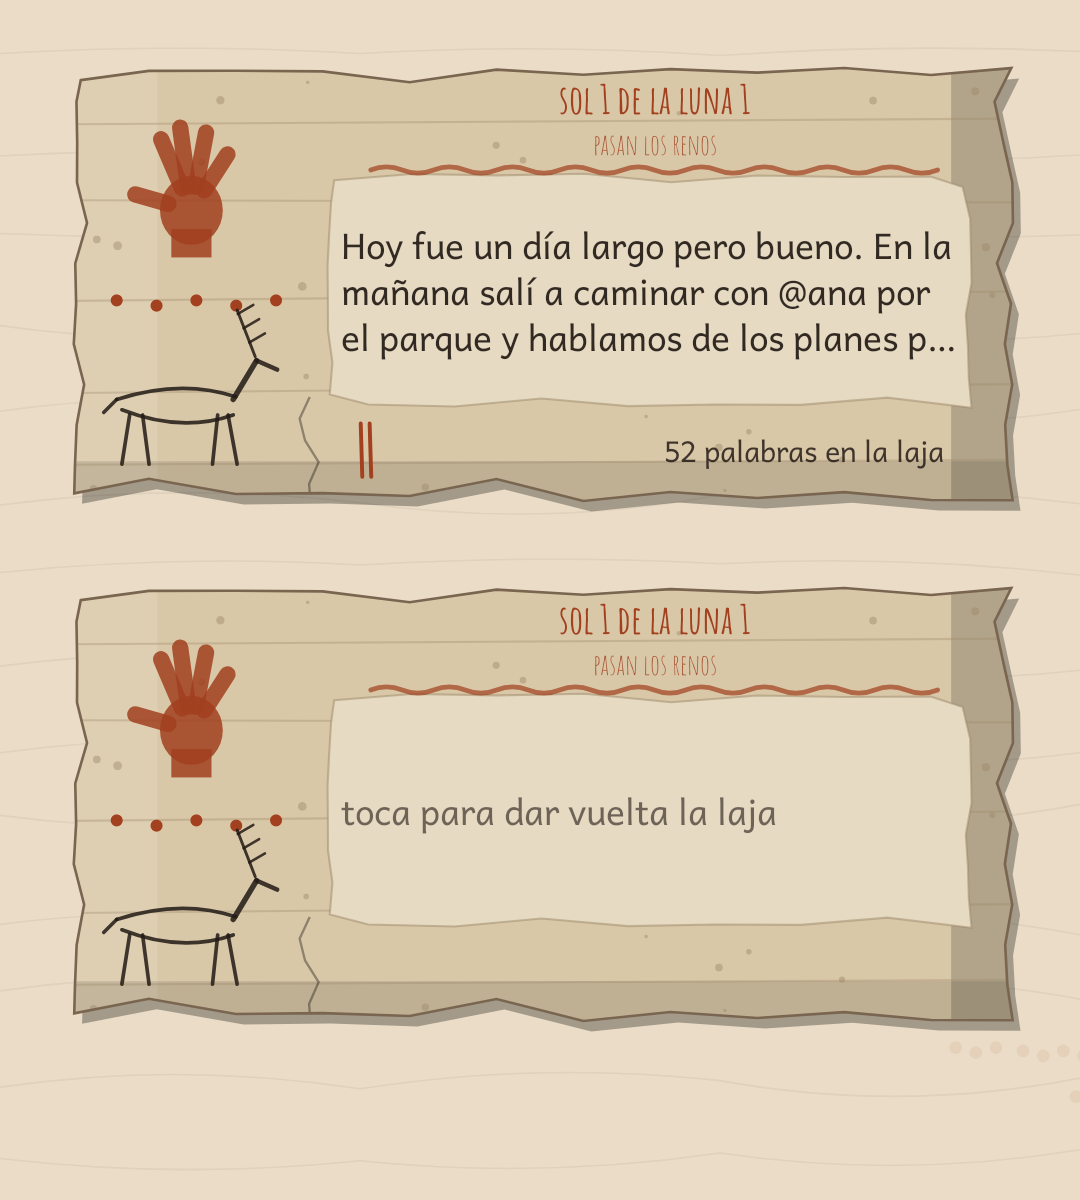 SOL 1 DE LA LUNA 1
PASAN LOS RENOS
Hoy fue un día largo pero bueno. En la
mañana salí a caminar con @ana por
el parque y hablamos de los planes p...
52 palabras en la laja
SOL 1 DE LA LUNA 1
PASAN LOS RENOS
toca para dar vuelta la laja